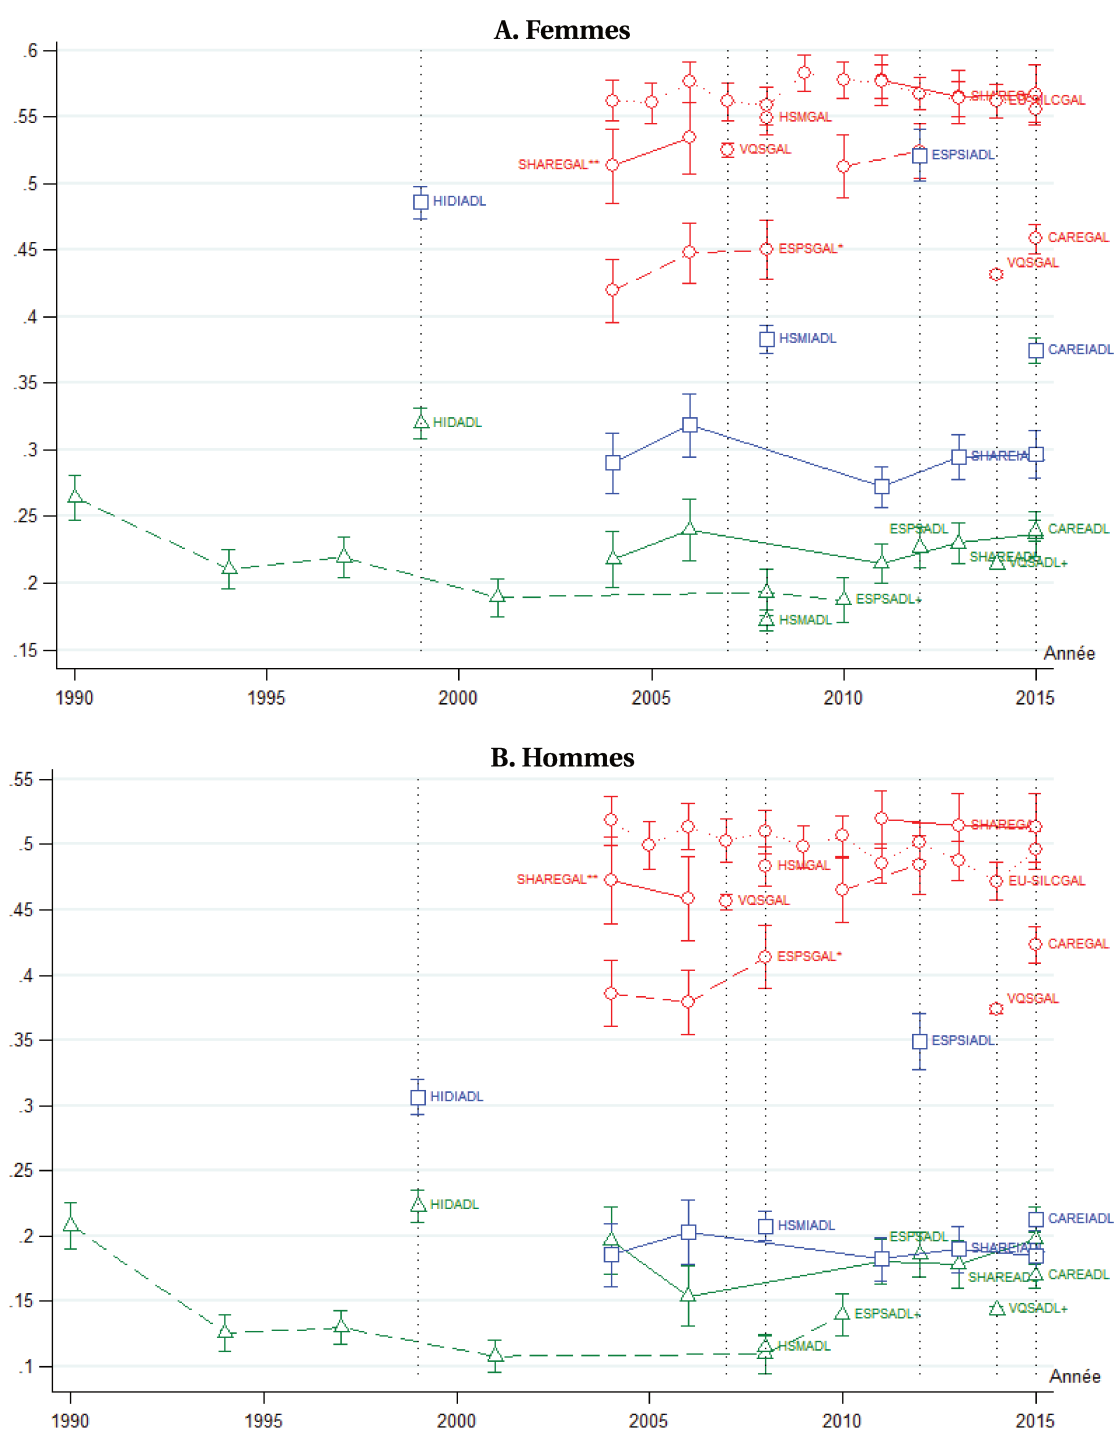 A. Femmes
.6
.55
.5
.45
.4
.35
.3
.25
.2
.15
SHAREGAL
EU-SILCGAL
HSMGAL
VQSGAL
SHAREGAL**
ESPSIADL
HIDIADL
CAREGAL
ESPSGAL*
VQSGAL
HSMIADL
CAREIADL
HIDADL
SHAREIADL
ESPSADL
CAREADL
SHAREADL
VQSADL+
ESPSADL+
HSMADL
Année
1990 1995 2000 2005 2010 2015
B. Hommes
.55
.5
.45
.4
.35
.3
.25
.2
.15
.1
SHAREGAL
HSMGAL
SHAREGAL**
EU-SILCGAL
VQSGAL
CAREGAL
ESPSGAL*
VQSGAL
ESPSIADL
HIDIADL
HIDADL
CAREIADL
HSMIADL
ESPSADL
SHAREIADL
SHAREADL
CAREADL
VQSADL+
ESPSADL+
HSMADL
Année
1990 1995 2000 2005 2010 2015